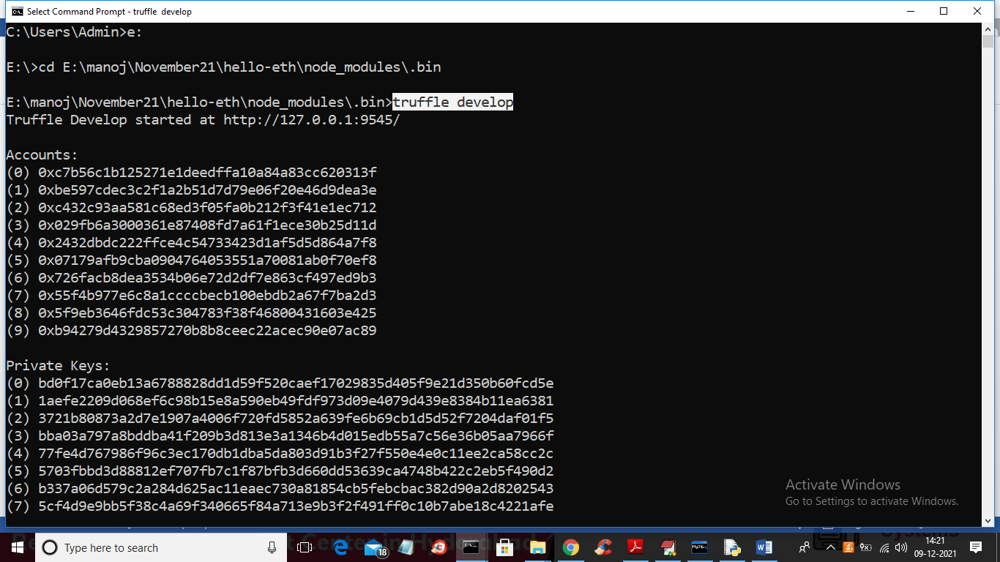 Select Command Prompt - truffle  develop
C:\Users\Admin>e:
E:\>cd E:\manoj\November21\hello-eth\node_modules\.bin
E:\manoj\November21\hello-eth\node_modules\.bin>truffle develop
Truffle Develop started at http://127.0.0.1:9545/
Accounts:
(0) 0xc7b56c1b125271e1deedffa10a84a83cc620313f
(1) 0xbe597cdec3c2f1a2b51d7d79e06f20e46d9dea3e
(2) 0xc432c93aa581c68ed3f05fa0b212f3f41e1ec712
(3) 0x029fb6a3000361e87408fd7a61f1ece30b25d11d
(4) 0x2432dbdc222ffce4c54733423d1af5d5d864a7f8
(5) 0x07179afb9cba0904764053551a70081ab0f70ef8
(6) 0x726facb8dea3534b06e72d2df7e863cf497ed9b3
(7) 0x55f4b977e6c8a1ccccbecb100ebdb2a67f7ba2d3
(8) 0x5f9eb3646fdc53c304783f38f46800431603e425
(9) 0xb94279d4329857270b8b8ceec22acec90e07ac89
Private Keys:
(0) bd0f17ca0eb13a6788828dd1d59f520caef17029835d405f9e21d350b60fcd5e
(1) 1aefe2209d068ef6c98b15e8a590eb49fdf973d09e4079d439e8384b11ea6381
(2) 3721b80873a2d7e1907a4006f720fd5852a639fe6b69cb1d5d52f7204daf01f5
(3) bba03a797a8bddba41f209b3d813e3a1346b4d015edb55a7c56e36b05aa7966f
(4) 77fe4d767986f96c3ec170db1dba5da803d91b3f27f550e4e0c11ee2ca58cc2c
(5) 5703fbbd3d88812ef707fb7c1f87bfb3d660dd53639ca4748b422c2eb5f490d2
(6) b337a06d579c2a284d625ac11eaec730a81854cb5febcbac382d90a2d8202543
(7) 5cf4d9e9bb5f38c4a69f340665f84a713e9b3f2f491ff0c10b7abe18c4221afe
Activate Windows
Go to Settings to activate Windows.
Type here to search
18
MySQL
14:21
09-12-2021